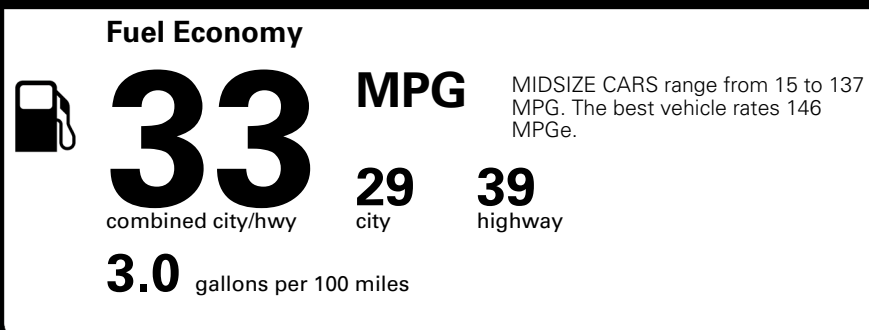 Fuel Economy
33 MPG
MIDSIZE CARS range from 15 to 137
MPG. The best vehicle rates 146
MPGe.
29 39
combined city/hwy city highway
3.0 gallons per 100 miles